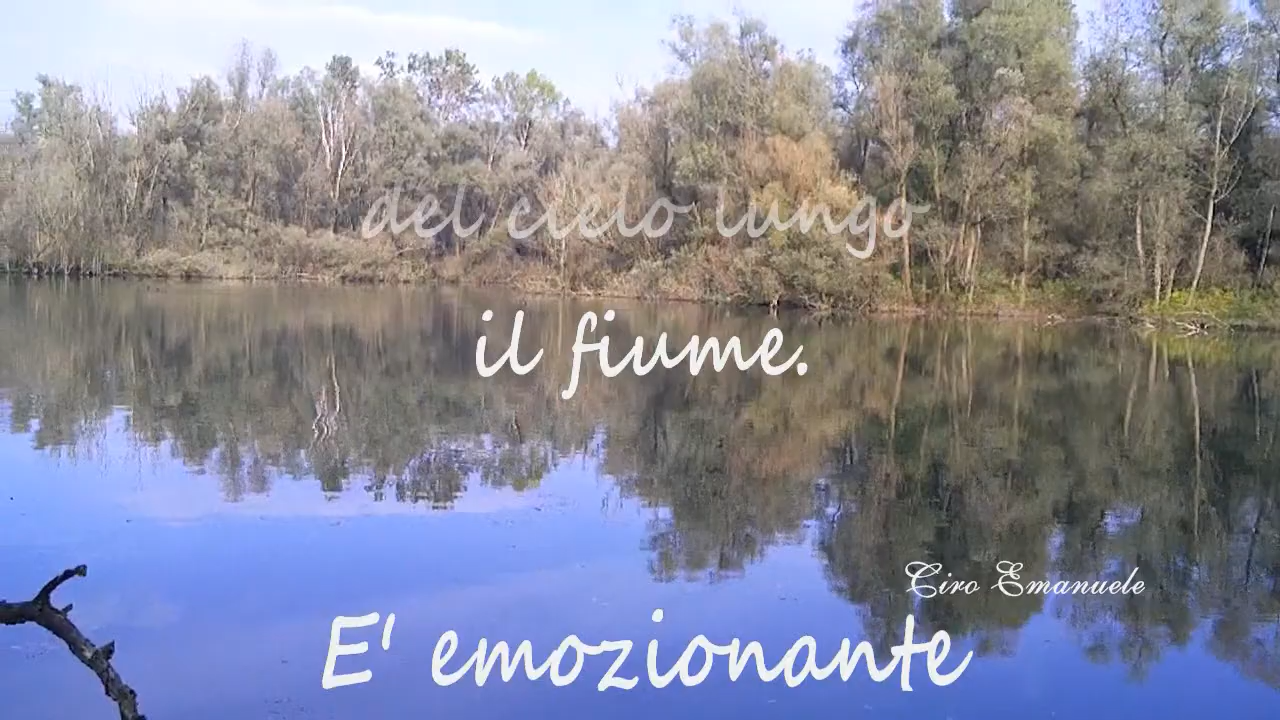 del cielo lungo
il fiume.
Ciro Emanuele
E' emozionante